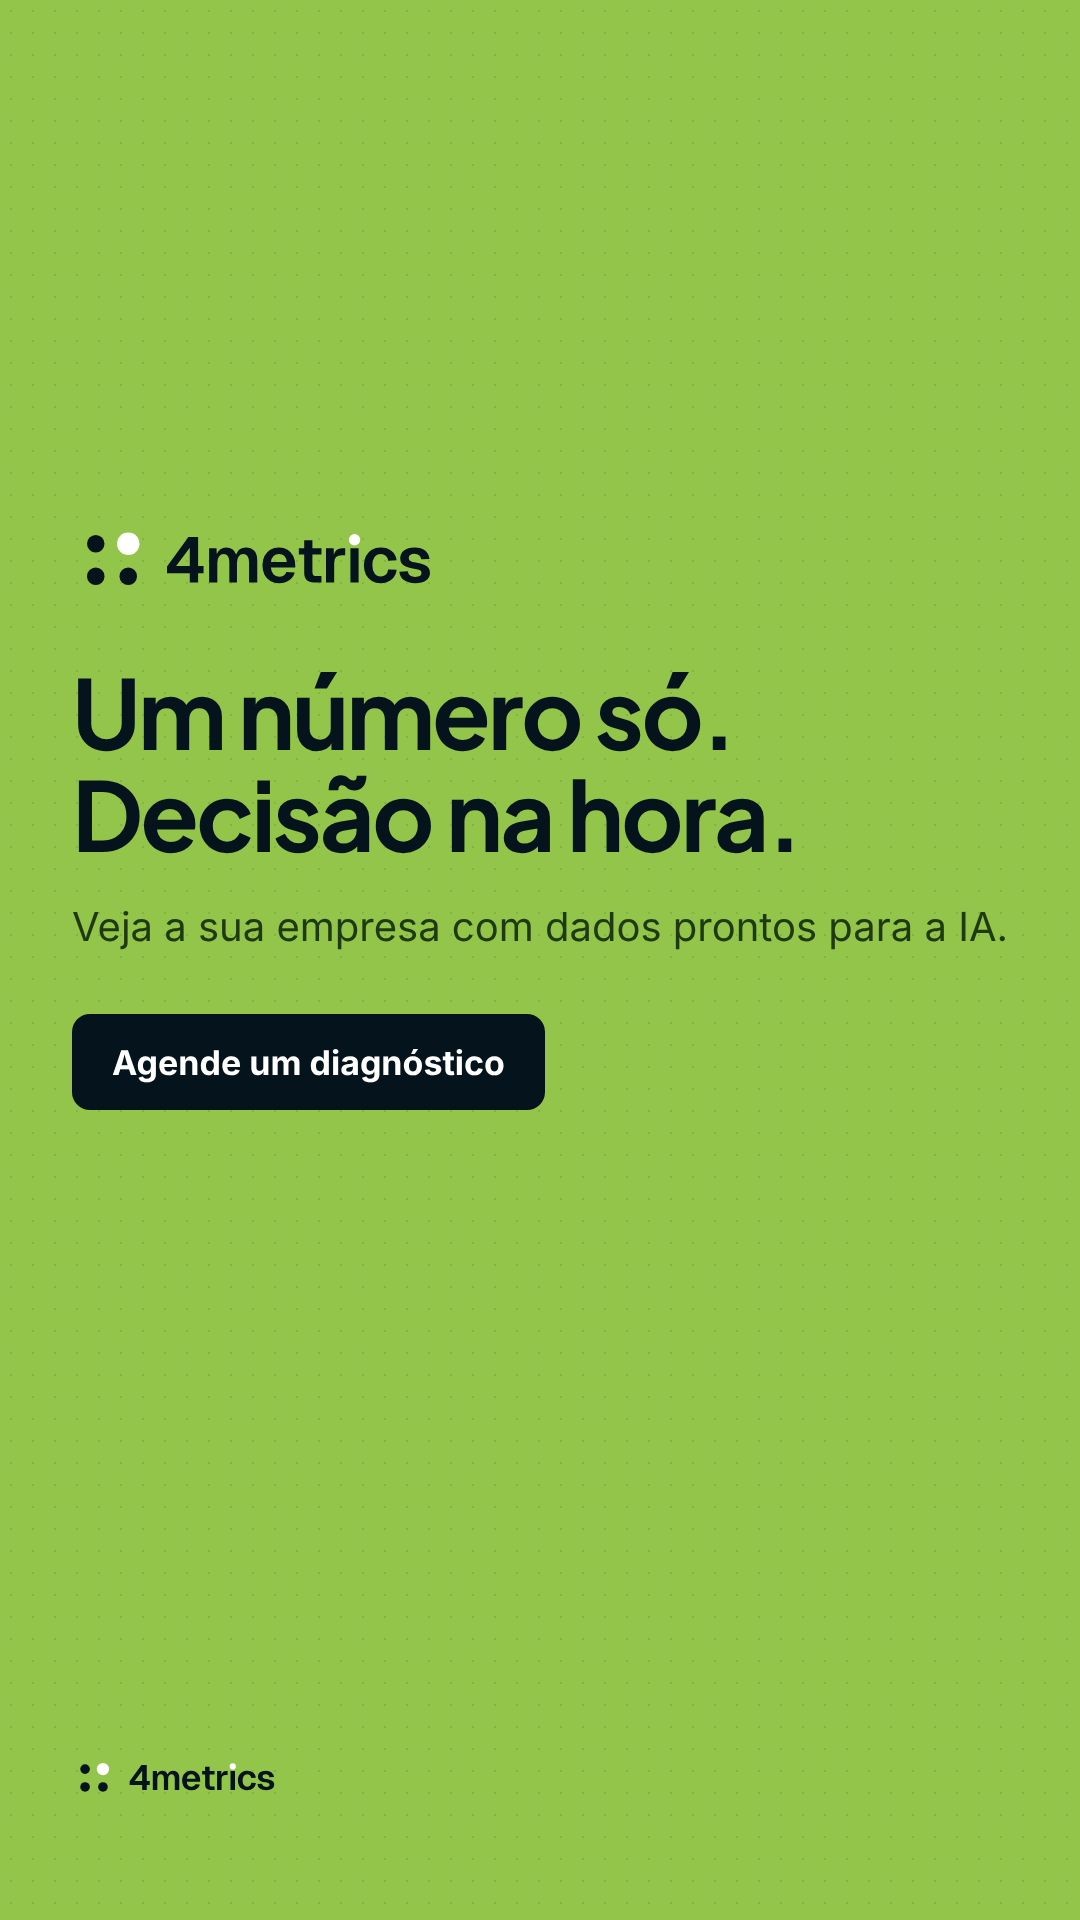 4metrics
Um número só.
Decisão na hora.
Veja a sua empresa com dados prontos para a IA.
Agende um diagnóstico
4metrics